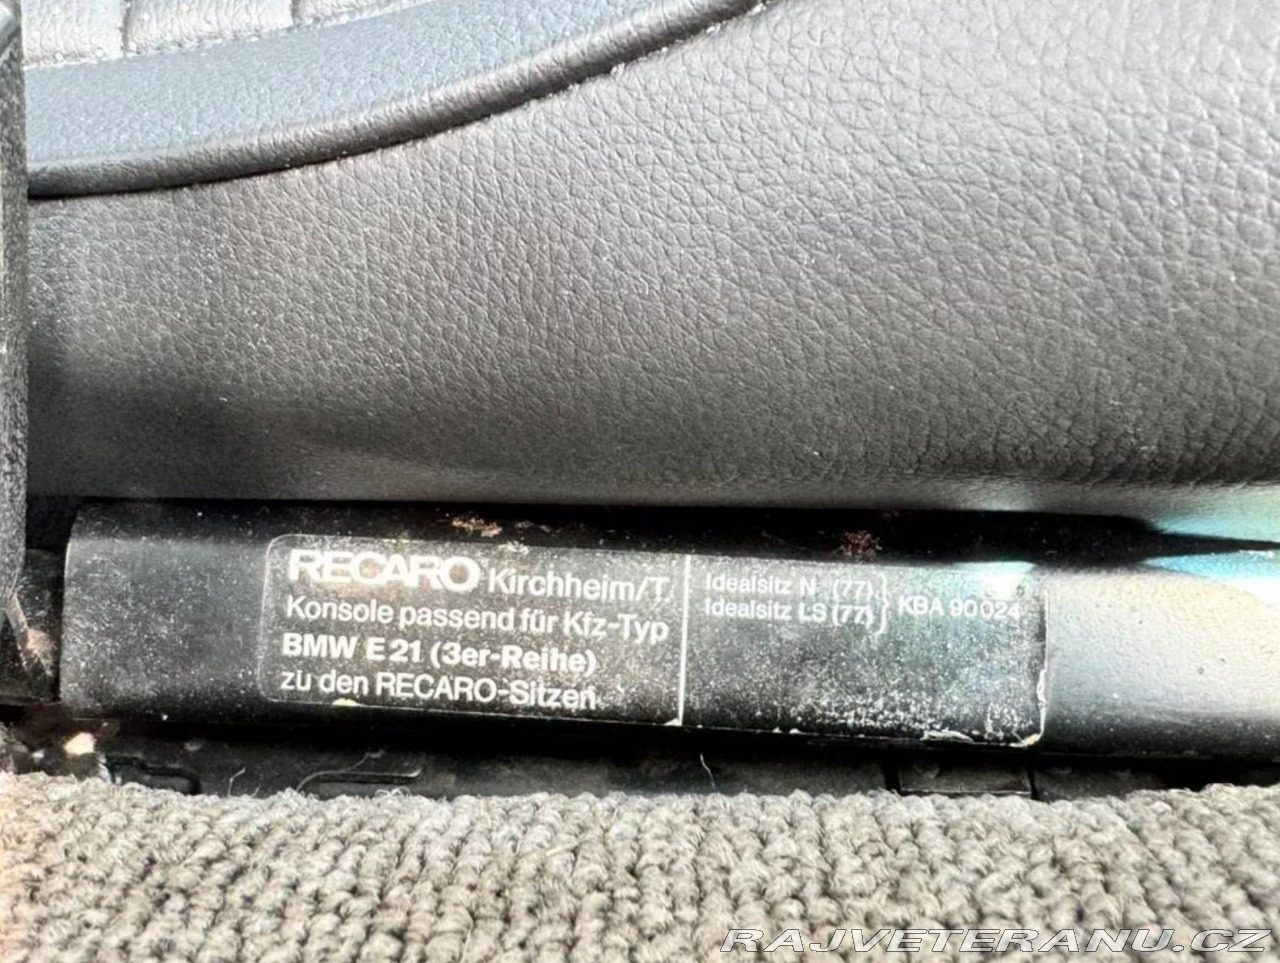 RECARO Kirchheim/T.
Konsole passend für Kfz-Typ
BMW E 21 (3er-Reihe)
zu den RECARO-Sitzen
Idealsitz N (77)
Idealsitz LS (77)
KBA 90024
RAJVETERANU.CZ